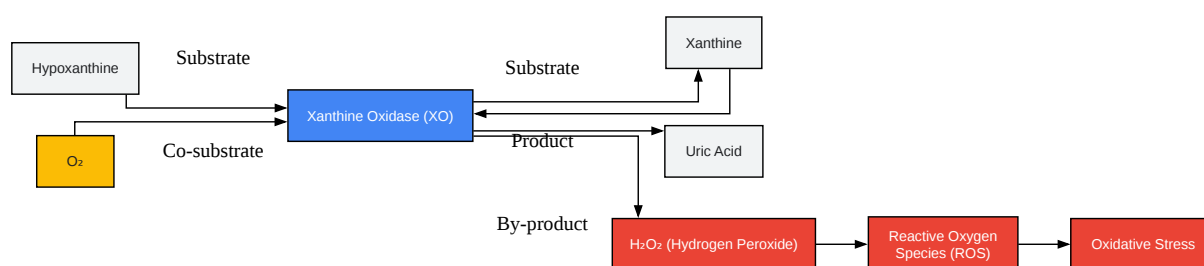 Xanthine
Substrate
Hypoxanthine
Substrate
Xanthine Oxidase (XO)
Product
Uric Acid
Co-substrate
O₂
By-product
H₂O₂ (Hydrogen Peroxide)
Reactive Oxygen
Species (ROS)
Oxidative Stress